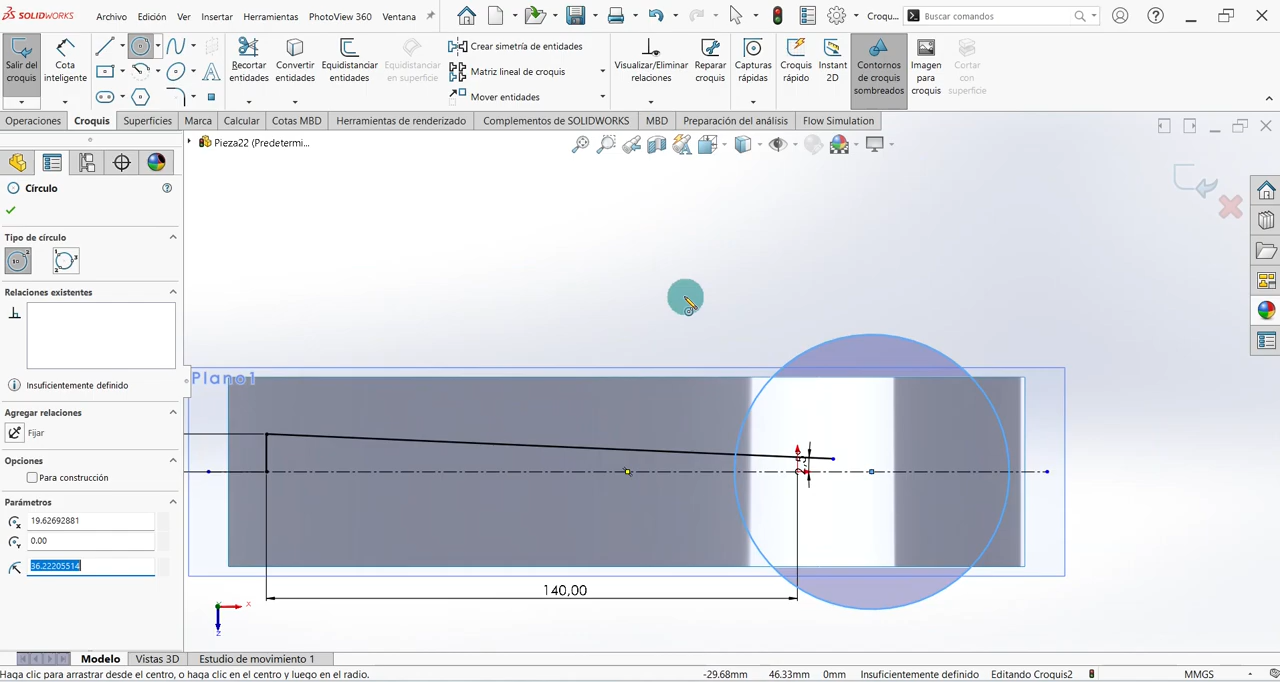 SOLIDWORKS
Archivo Edición Ver Insertar Herramientas PhotoView 360 Ventana
Croqu...
Buscar comandos
Salir del croquis
Cota inteligente
Recortar entidades
Convertir entidades
Equidistanciar entidades
Equidistanciar en superficie
Crear simetría de entidades
Matriz lineal de croquis
Mover entidades
Visualizar/Eliminar relaciones
Reparar croquis
Capturas rápidas
Croquis rápido
Instant 2D
Contornos de croquis sombreados
Imagen para croquis
Cortar con superficie
Operaciones Croquis Superficies Marca Calcular Cotas MBD Herramientas de renderizado Complementos de SOLIDWORKS MBD Preparación del análisis Flow Simulation
Pieza22 (Predetermi...
Círculo
Tipo de círculo
Relaciones existentes
Insuficientemente definido
Agregar relaciones
Fijar
Opciones
Para construcción
Parámetros
19.62692881
0.00
36.22205514
Plano1
2,5
140,00
x
z
Modelo Vistas 3D Estudio de movimiento 1
Haga clic para arrastrar desde el centro, o haga clic en el centro y luego en el radio.
-29.68mm 46.33mm 0mm Insuficientemente definido Editando Croquis2 MMGS